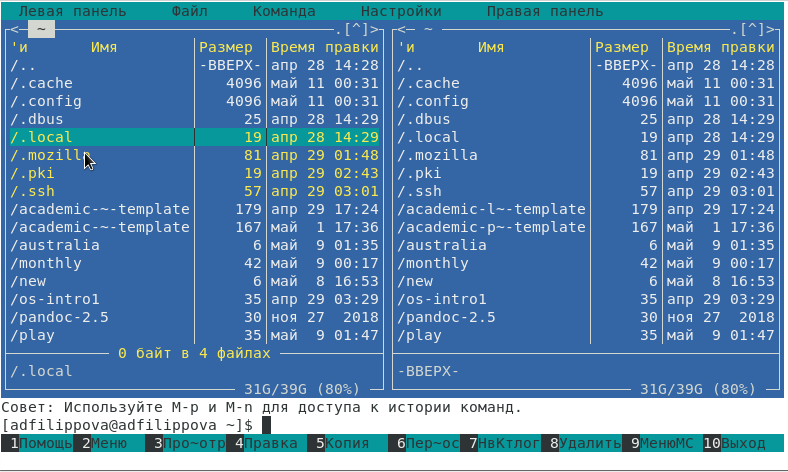 Левая панель Файл Команда Настройки Правая панель
<— ~ .[^]> <— ~ .[^]>
'и Имя Размер Время правки 'и Имя Размер Время правки
/.. -ВВЕРХ- апр 28 14:28 /.. -ВВЕРХ- апр 28 14:28
/.cache 4096 май 11 00:31 /.cache 4096 май 11 00:31
/.config 4096 май 11 00:31 /.config 4096 май 11 00:31
/.dbus 25 апр 28 14:29 /.dbus 25 апр 28 14:29
/.local 19 апр 28 14:29 /.local 19 апр 28 14:29
/.mozilla 81 апр 29 01:48 /.mozilla 81 апр 29 01:48
/.pki 19 апр 29 02:43 /.pki 19 апр 29 02:43
/.ssh 57 апр 29 03:01 /.ssh 57 апр 29 03:01
/academic-~-template 179 апр 29 17:24 /academic-l~-template 179 апр 29 17:24
/academic-~-template 167 май 1 17:36 /academic-p~-template 167 май 1 17:36
/australia 6 май 9 01:35 /australia 6 май 9 01:35
/monthly 42 май 9 00:17 /monthly 42 май 9 00:17
/new 6 май 8 16:53 /new 6 май 8 16:53
/os-intro1 35 апр 29 03:29 /os-intro1 35 апр 29 03:29
/pandoc-2.5 30 ноя 27 2018 /pandoc-2.5 30 ноя 27 2018
/play 35 май 9 01:47 /play 35 май 9 01:47
0 байт в 4 файлах
/.local -ВВЕРХ-
31G/39G (80%) 31G/39G (80%)
Совет: Используйте M-p и M-n для доступа к истории команд.
[adfilippova@adfilippova ~]$
1Помощь 2Меню 3Про~отр 4Правка 5Копия 6Пер~ос 7НвКтлог 8Удалить 9МенюМС 10Выход